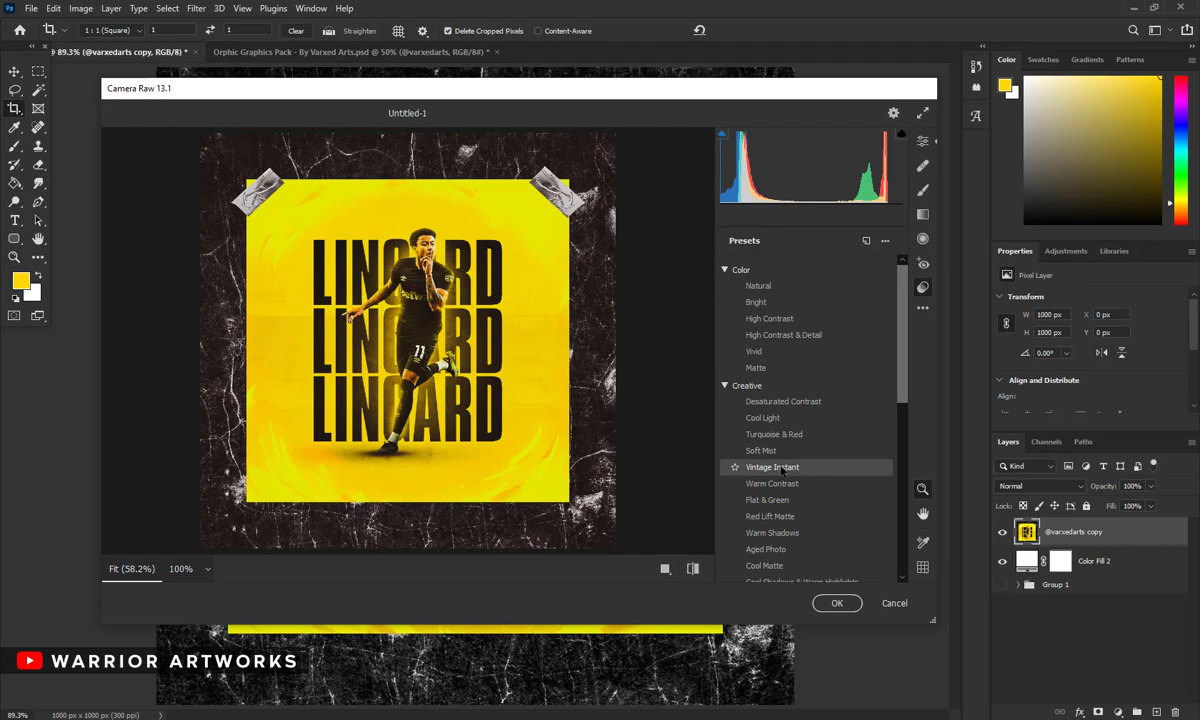 Ps File Edit Image Layer Type Select Filter 3D View Plugins Window Help
1 : 1 (Square) 1 1 Clear Straighten Delete Cropped Pixels Content-Aware
@ 89.3% (@varxedarts copy, RGB/8) * × Orphic Graphics Pack - By Varxed Arts.psd @ 50% (@varxedarts, RGB/8#) * ×
Color Swatches Gradients Patterns
Camera Raw 13.1
Untitled-1
LINGARD
LINGARD
LINGARD
11
Presets
Color
Natural
Bright
High Contrast
High Contrast & Detail
Vivid
Matte
Creative
Desaturated Contrast
Cool Light
Turquoise & Red
Soft Mist
Vintage Instant
Warm Contrast
Flat & Green
Red Lift Matte
Warm Shadows
Aged Photo
Cool Matte
Cool Shadows & Warm Highlights
Fit (58.2%) 100%
OK Cancel
Properties Adjustments Libraries
Pixel Layer
Transform
W 1000 px X 0 px
H 1000 px Y 0 px
0.00°
Align and Distribute
Align:
Layers Channels Paths
Kind
Normal Opacity: 100%
Lock: Fill: 100%
@varxedarts copy
Color Fill 2
Group 1
WARRIOR ARTWORKS
89.3% 1000 px x 1000 px (300 ppi)